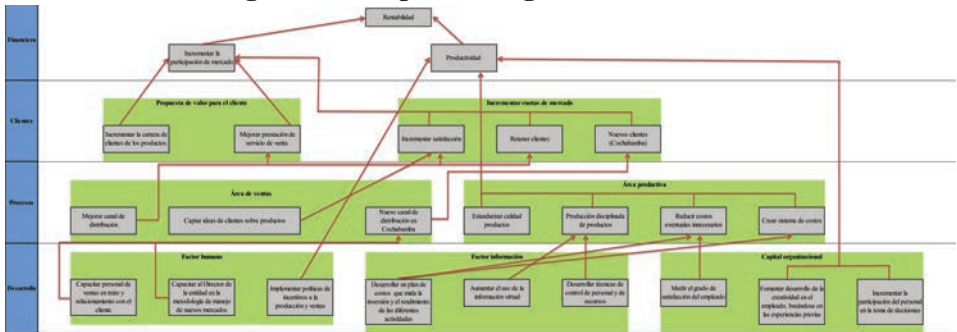 Financiera
Rentabilidad
Incrementar la
participación de mercado
Productividad
Clientes
Propuesta de valor para el cliente
Incrementar cuotas de mercado
Incrementar la cartera de
clientes de los productos
Mejorar prestación de
servicio de venta
Incrementar satisfacción
Retener clientes
Nuevos clientes
(Cochabamba)
Procesos
Área de ventas
Área productiva
Mejorar canal de
distribución
Captar ideas de clientes sobre productos
Nuevo canal de
distribución en
Cochabamba
Estandarizar calidad
productos
Producción disciplinada
de productos
Reducir costos
eventuales innecesarios
Crear sistema de costos
Desarrollo
Factor humano
Factor información
Capital organizacional
Capacitar personal de
ventas en trato y
relacionamiento con el
cliente
Capacitar al Director de
la entidad en la
metodología de manejo
de nuevos mercados
Implementar políticas de
incentivos a la
producción y ventas
Desarrollar un plan de
costos que mida la
inversión y el rendimiento
de las diferentes
actividades
Aumentar el uso de la
información virtual
Desarrollar técnicas de
control de personal y de
recursos
Medir el grado de
satisfacción del empleado
Fomentar desarrollo de la
creatividad en el
empleado, basándose en
las experiencias previas
Incrementar la
participación del personal
en la toma de decisiones